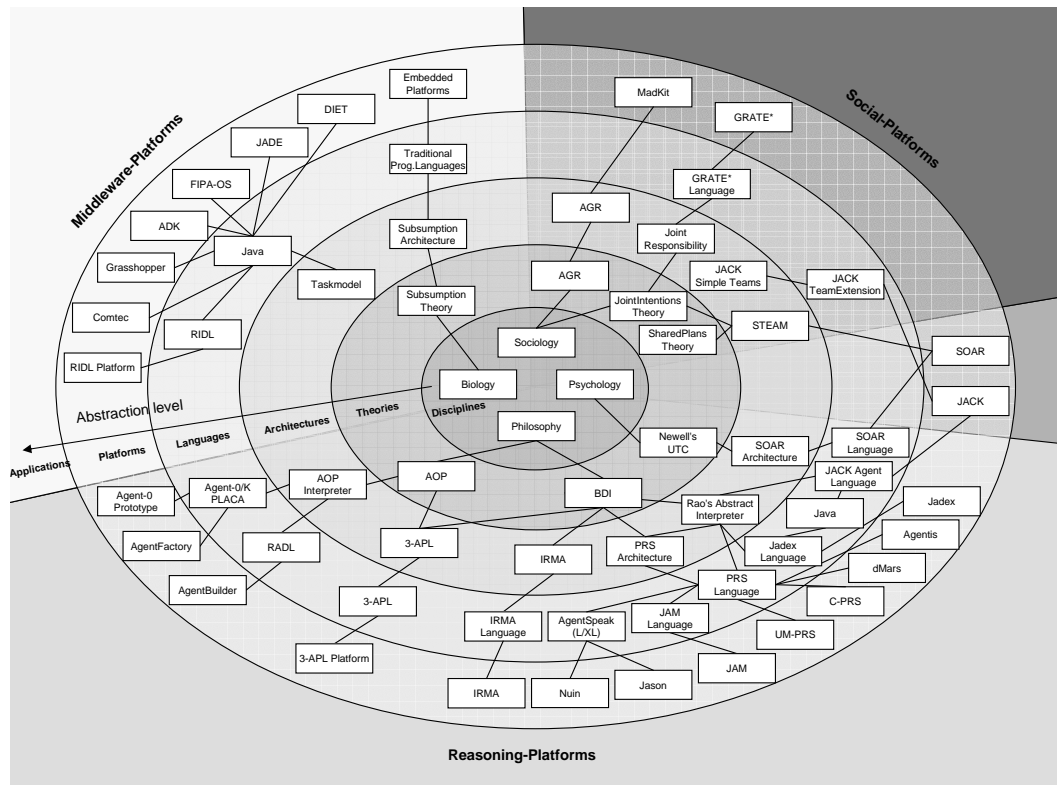 Embedded
Platforms
MadKit
DIET
GRATE*
Social-Platforms
Middleware-Platforms
JADE
Traditional
Prog.Languages
FIPA-OS
GRATE*
Language
ADK
AGR
Subsumption
Architecture
Joint
Responsibility
Java
Grasshopper
AGR
JACK
Simple Teams
JACK
TeamExtension
Taskmodel
Subsumption
Theory
JointIntentions
Theory
Comtec
RIDL
STEAM
SharedPlans
Theory
Sociology
SOAR
RIDL Platform
Biology
Psychology
JACK
Abstraction level
Disciplines
Theories
Architectures
Languages
Platforms
Applications
Philosophy
Newell's
UTC
SOAR
Architecture
SOAR
Language
AOP
JACK Agent
Language
Agent-0
Prototype
Agent-0/K
PLACA
AOP
Interpreter
BDI
Rao's Abstract
Interpreter
Java
Jadex
AgentFactory
RADL
3-APL
IRMA
PRS
Architecture
Jadex
Language
Agentis
dMars
AgentBuilder
PRS
Language
3-APL
C-PRS
IRMA
Language
AgentSpeak
(L/XL)
JAM
Language
UM-PRS
3-APL Platform
JAM
IRMA
Nuin
Jason
Reasoning-Platforms